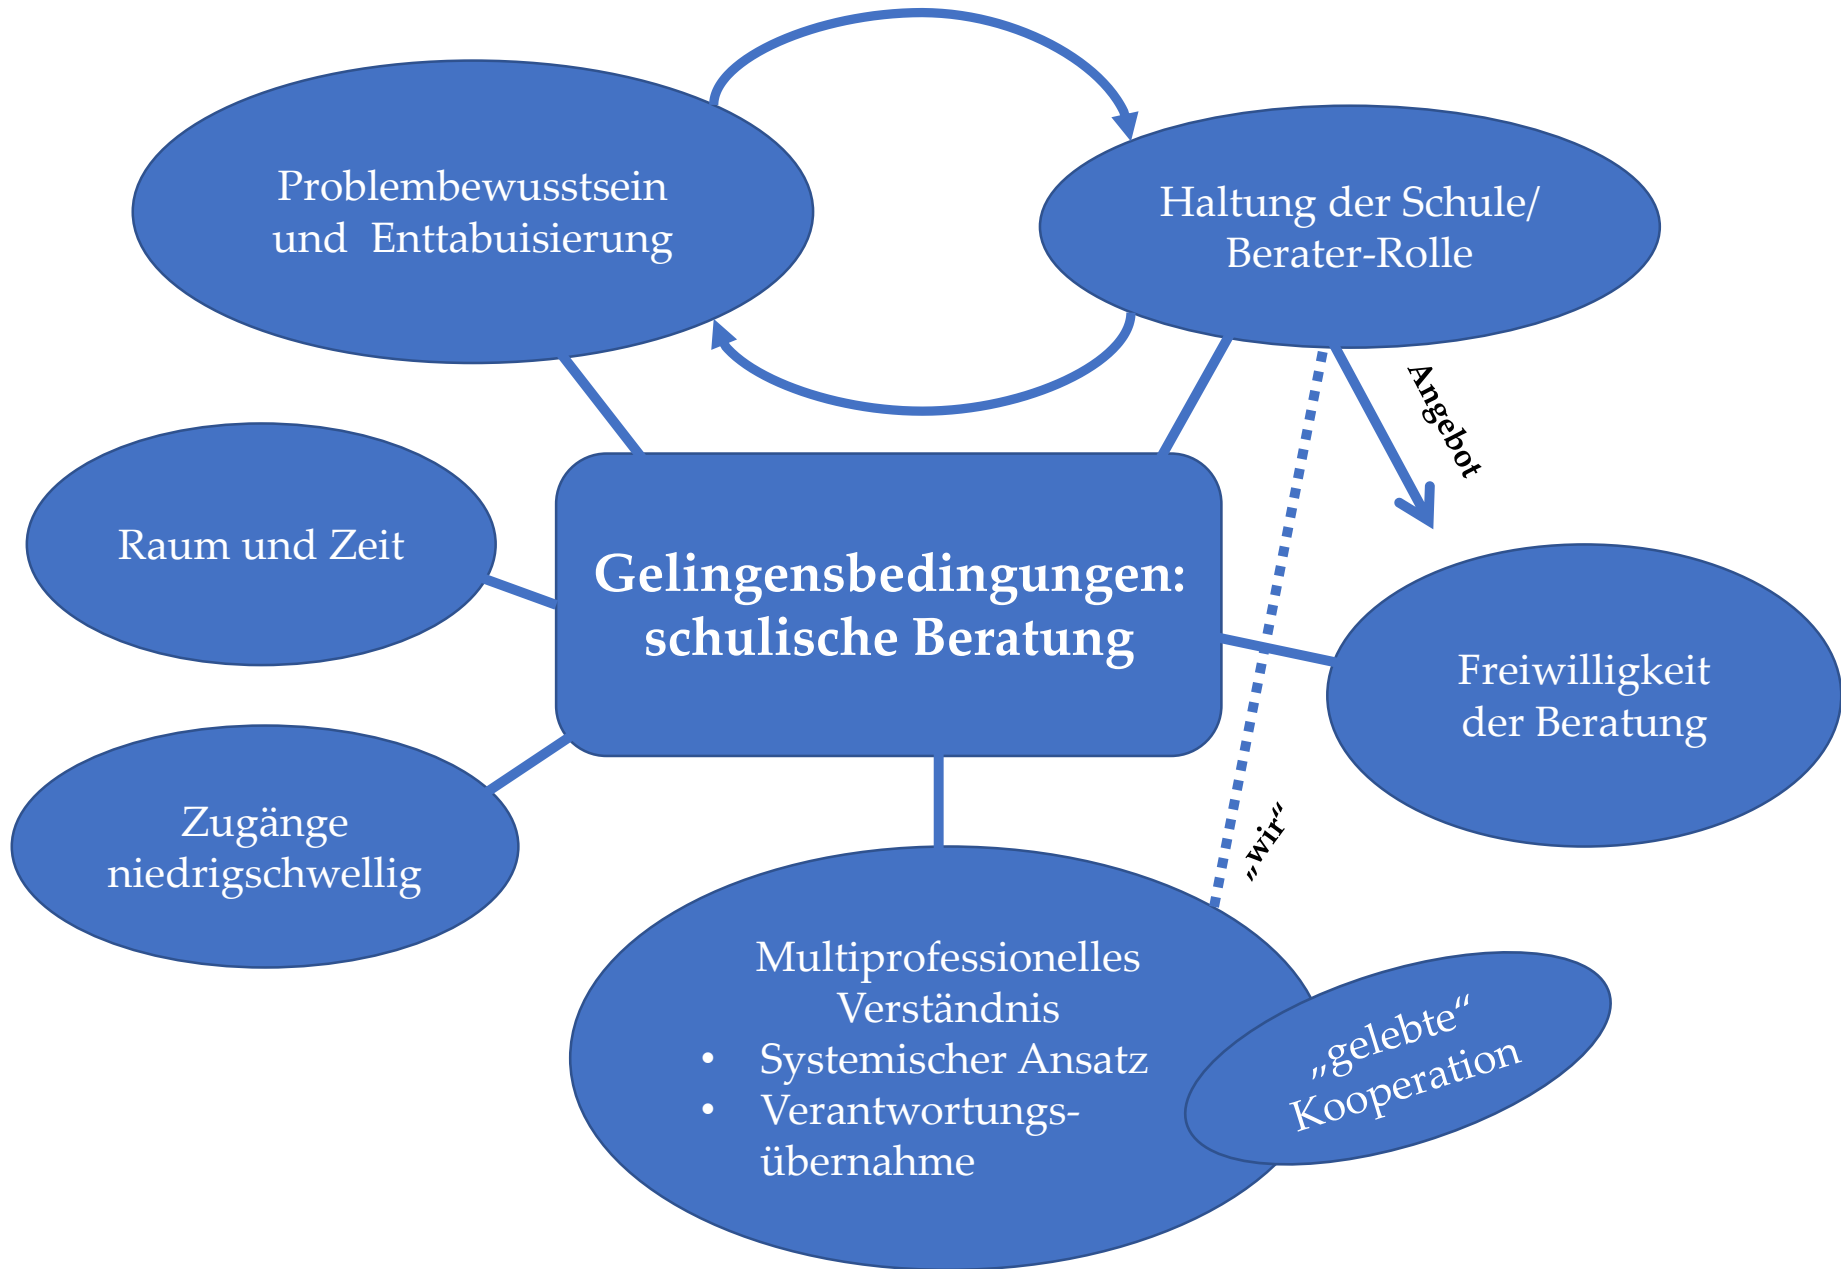 Problembewusstsein
und Enttabuisierung
Haltung der Schule/
Berater-Rolle
Angebot
Raum und Zeit
Gelingensbedingungen:
schulische Beratung
Freiwilligkeit
der Beratung
Zugänge
niedrigschwellig
„wir“
Multiprofessionelles
Verständnis
• Systemischer Ansatz
• Verantwortungs-
übernahme
„gelebte“
Kooperation